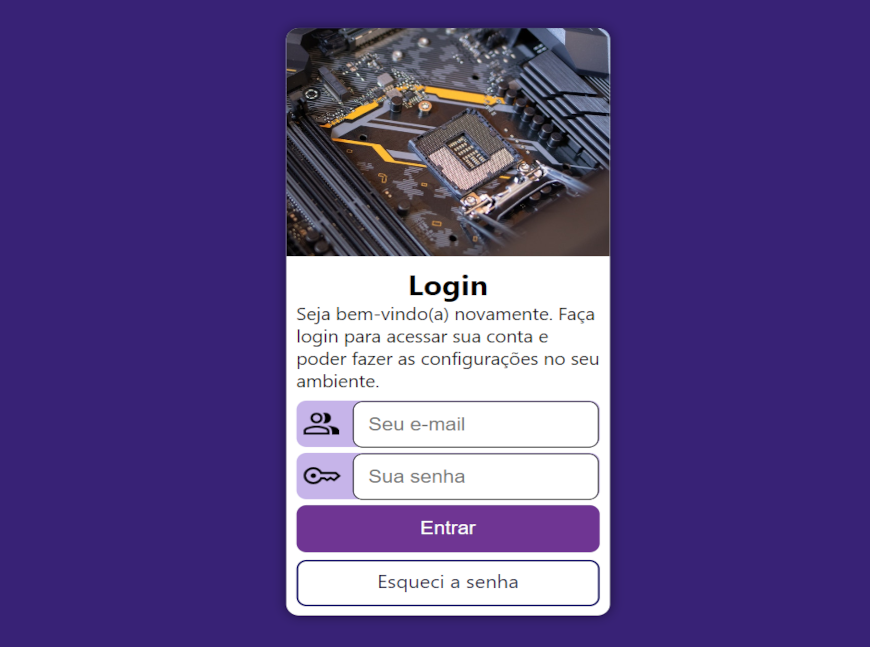 Login
Seja bem-vindo(a) novamente. Faça
login para acessar sua conta e
poder fazer as configurações no seu
ambiente.
Seu e-mail
Sua senha
Entrar
Esqueci a senha